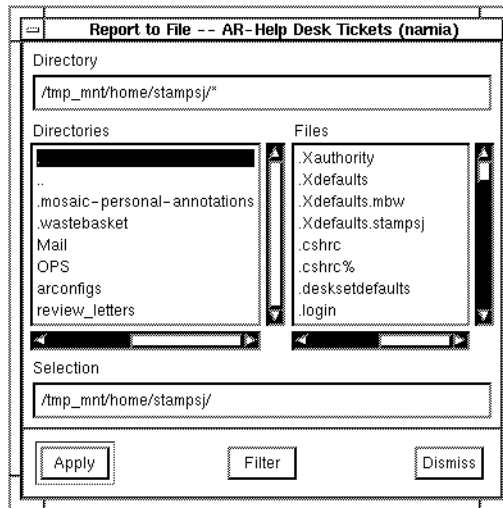 Report to File -- AR-Help Desk Tickets (narnia)
Directory
/tmp_mnt/home/stampsj/*
Directories
.
..
.mosaic-personal-annotations
.wastebasket
Mail
OPS
arconfigs
review_letters
Files
.Xauthority
.Xdefaults
.Xdefaults.mbw
.Xdefaults.stampsj
.cshrc
.cshrc%
.desksetdefaults
.login
Selection
/tmp_mnt/home/stampsj/
Apply
Filter
Dismiss